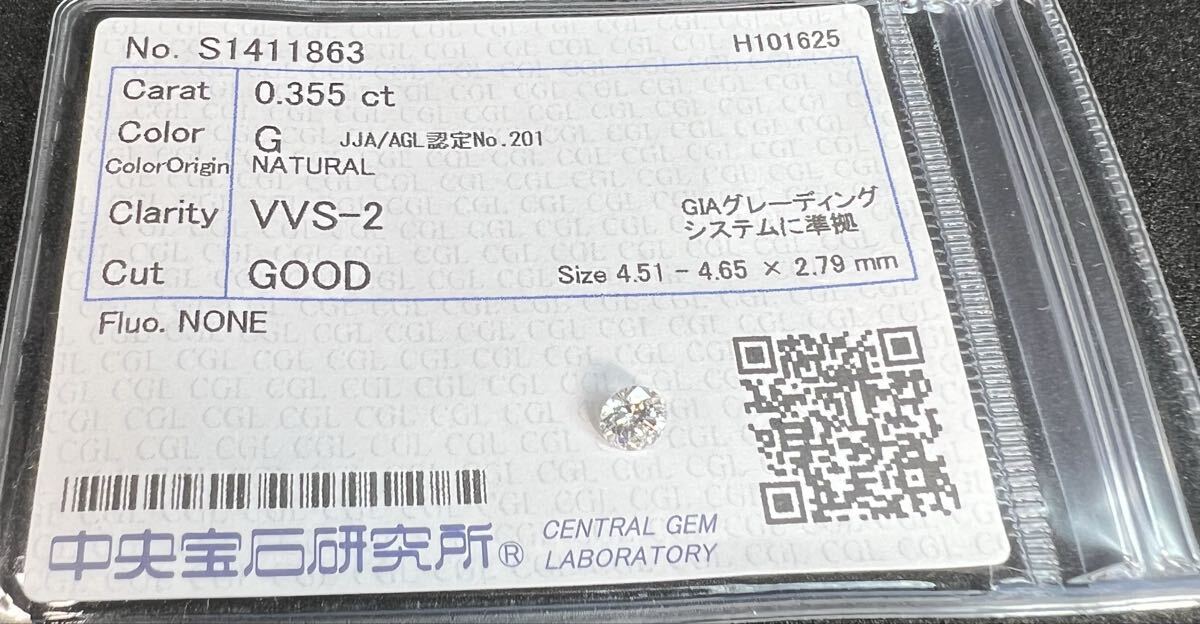 No. S1411863 H101625
Carat 0.355 ct
Color G JJA/AGL認定No.201
ColorOrigin NATURAL
Clarity VVS-2 GIAグレーディング
システムに準拠
Cut GOOD Size 4.51 - 4.65 × 2.79 mm
Fluo. NONE
中央宝石研究所® CENTRAL GEM
LABORATORY